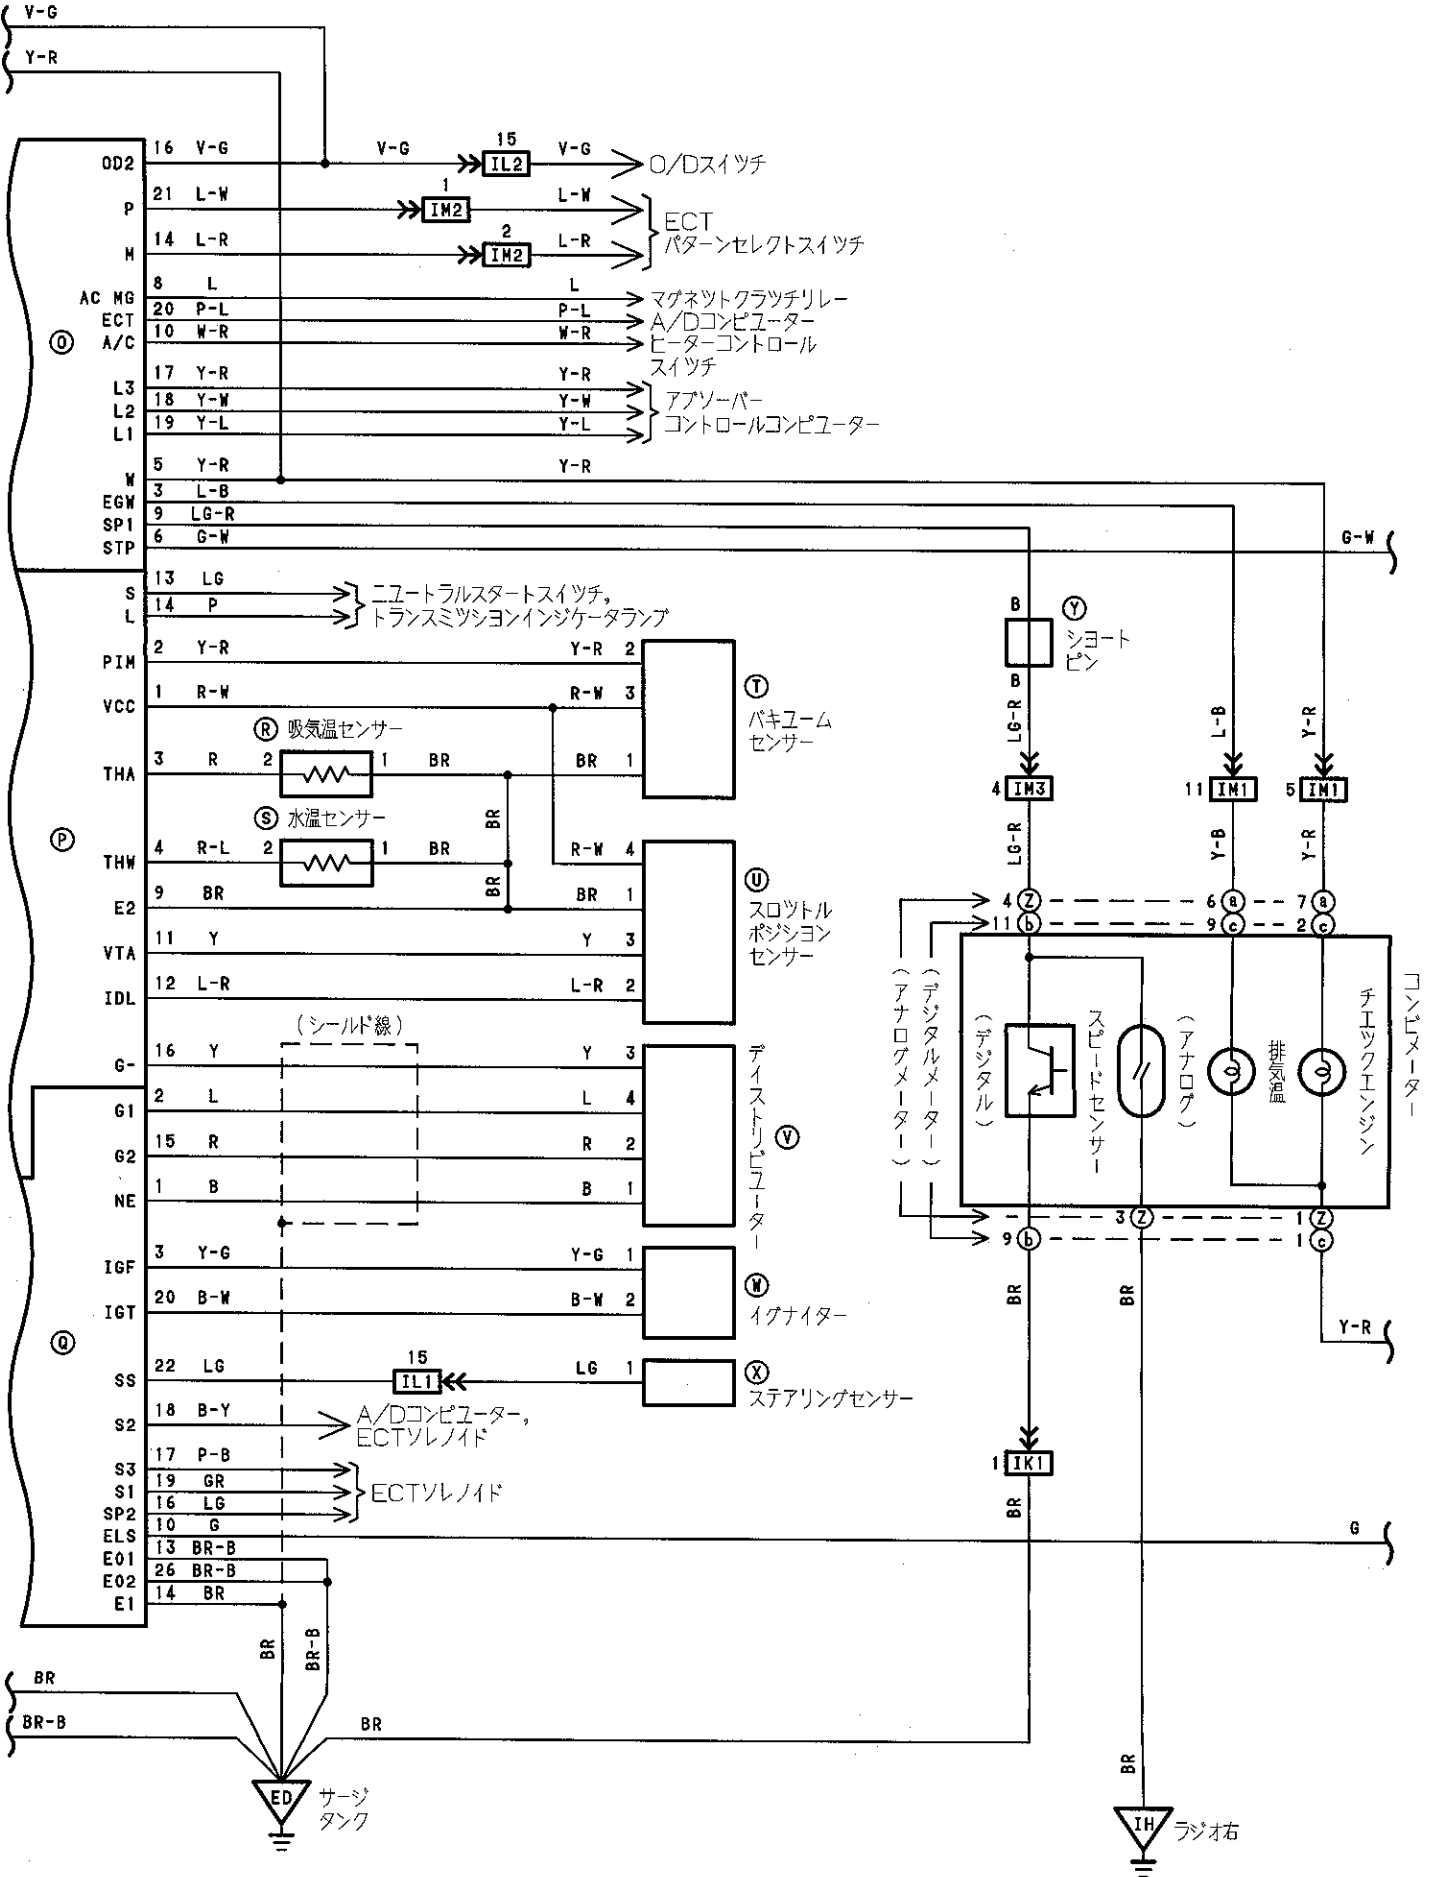 V-G
Y-R
OD2 16 V-G V-G 15 IL2 V-G O/Dスイツチ
P 21 L-W 1 IM2 L-W
ECT
パターンセレクトスイツチ
M 14 L-R 2 IM2 L-R
AC MG 8 L L マグネツトクラツチリレー
ECT 20 P-L P-L A/Dコンピユーター
A/C 10 W-R W-R ヒーターコントロール
スイツチ
O
L3 17 Y-R Y-R
L2 18 Y-W Y-W アブソーバー
L1 19 Y-L Y-L コントロールコンピユーター
W 5 Y-R Y-R
EGW 3 L-B
SP1 9 LG-R
STP 6 G-W G-W
S 13 LG ニユートラルスタートスイツチ,
L 14 P トランスミツシヨンインジケータランプ
PIM 2 Y-R Y-R 2
VCC 1 R-W R-W 3
T
バキユーム
センサー
R 吸気温センサー
THA 3 R 2 1 BR BR 1
BR
S 水温センサー
P
THW 4 R-L 2 1 BR R-W 4
BR
E2 9 BR BR 1
VTA 11 Y Y 3
IDL 12 L-R L-R 2
U
スロツトル
ポジシヨン
センサー
(シールド線)
G- 16 Y Y 3
G1 2 L L 4
G2 15 R R 2
NE 1 B B 1
デイストリビユーター
V
IGF 3 Y-G Y-G 1
IGT 20 B-W B-W 2
W
イグナイター
Q
SS 22 LG 15 IL1 LG 1
X
ステアリングセンサー
S2 18 B-Y A/Dコンピユーター,
ECTソレノイド
S3 17 P-B
S1 19 GR ECTソレノイド
SP2 16 LG
ELS 10 G G
E01 13 BR-B
E02 26 BR-B
E1 14 BR
BR
BR-B
BR
BR-B
BR
ED サージ
タンク
B
Y
シヨート
ピン
B
LG-R
L-B
Y-R
4 IM3
11 IM1
5 IM1
LG-R
Y-B
Y-R
4 Z 6 a 7 a
11 b 9 c 2 c
(アナログメーター)
(デジタルメーター)
(デジタル)
スピードセンサー
(アナログ)
排気温
チエツクエンジン
コンビメーター
3 Z 1 Z
9 b 1 c
BR
BR
Y-R
1 IK1
BR
BR
IH ラジオ右